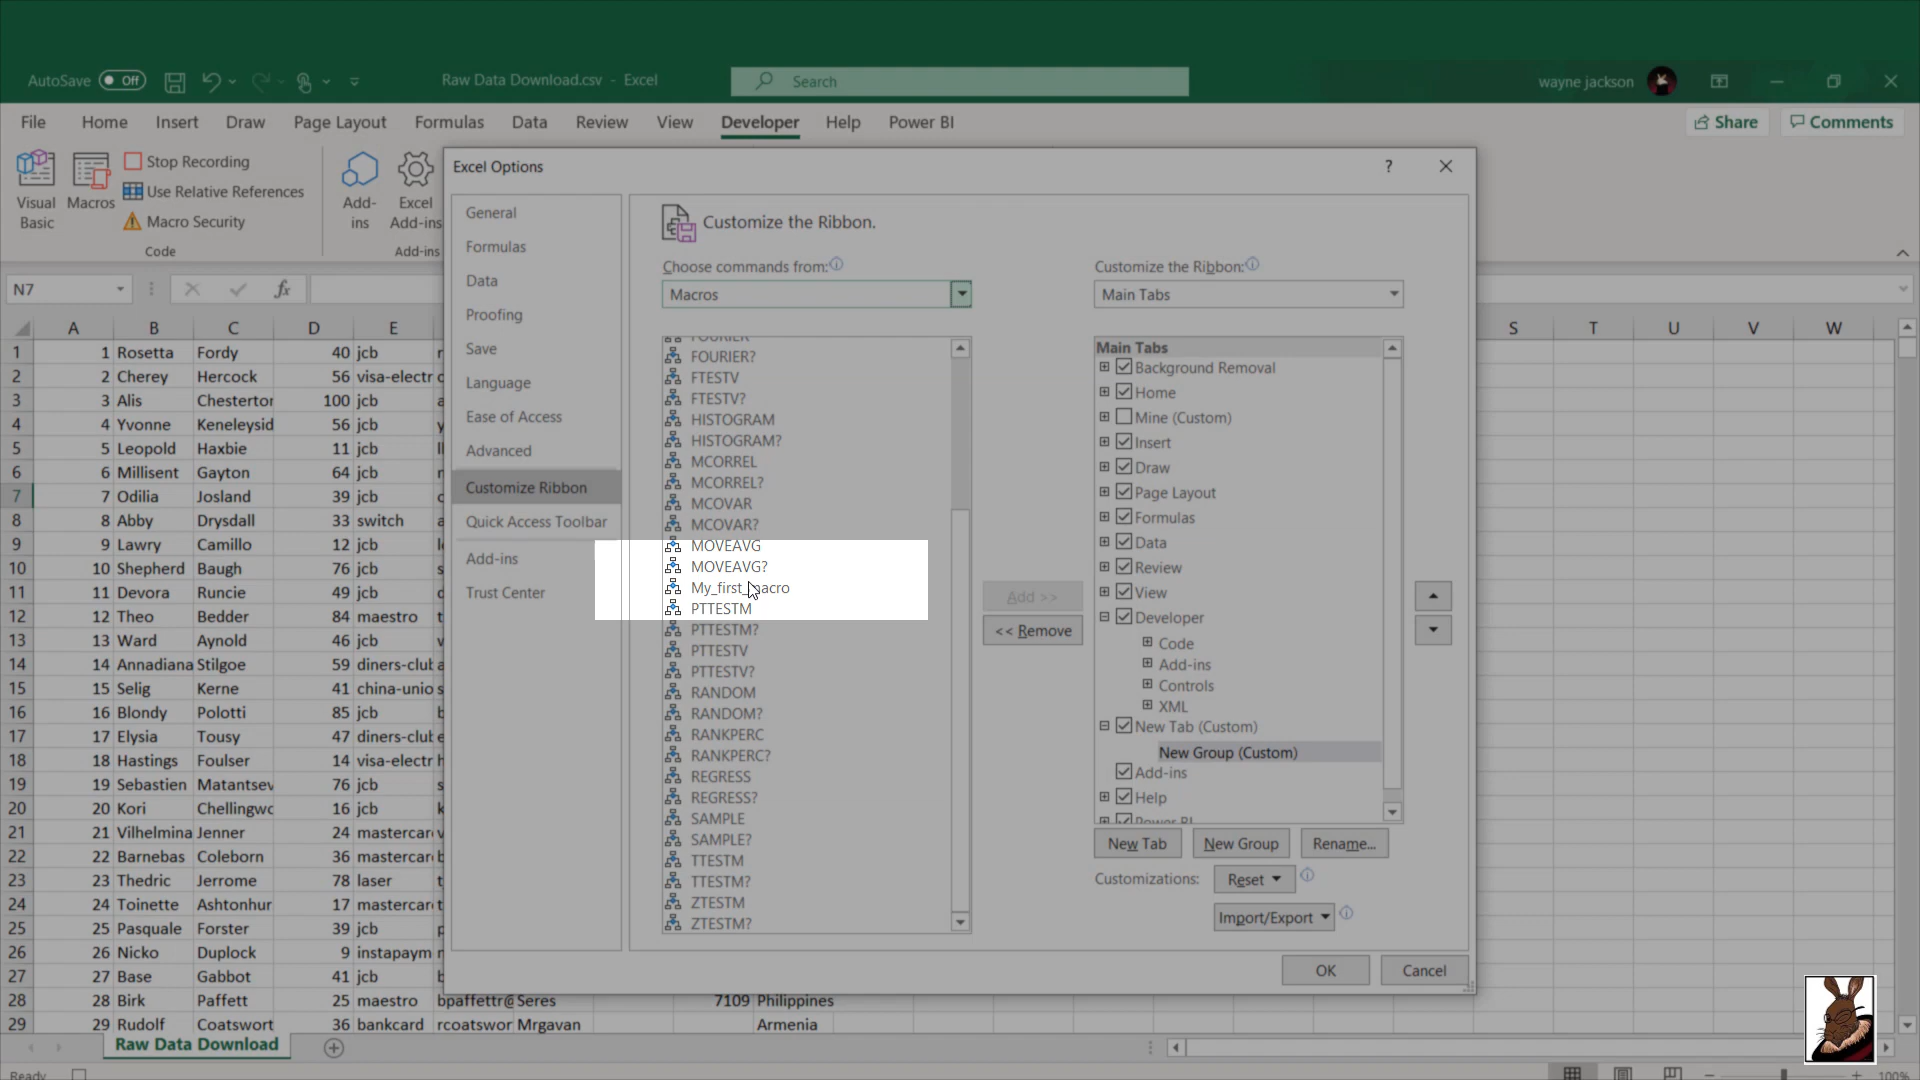 AutoSave Off
Raw Data Download.csv - Excel
Search
wayne jackson
File Home Insert Draw Page Layout Formulas Data Review View Developer Help Power BI
Share
Comments
Visual Basic
Macros
Stop Recording
Use Relative References
Macro Security
Code
Add-ins
Excel Add-ins
Add-ins
Excel Options
?
General
Formulas
Data
Proofing
Save
Language
Ease of Access
Advanced
Customize Ribbon
Quick Access Toolbar
Add-ins
Trust Center
Customize the Ribbon.
Choose commands from:
Macros
FOURIER
FOURIER?
FTESTV
FTESTV?
HISTOGRAM
HISTOGRAM?
MCORREL
MCORREL?
MCOVAR
MCOVAR?
MOVEAVG
MOVEAVG?
My_first_macro
PTTESTM
PTTESTM?
PTTESTV
PTTESTV?
RANDOM
RANDOM?
RANKPERC
RANKPERC?
REGRESS
REGRESS?
SAMPLE
SAMPLE?
TTESTM
TTESTM?
ZTESTM
ZTESTM?
Add >>
<< Remove
Customize the Ribbon:
Main Tabs
Main Tabs
Background Removal
Home
Mine (Custom)
Insert
Draw
Page Layout
Formulas
Data
Review
View
Developer
Code
Add-ins
Controls
XML
New Tab (Custom)
New Group (Custom)
Add-ins
Help
Power BI
New Tab New Group Rename...
Customizations: Reset
Import/Export
OK Cancel
N7
fx
A B C D E S T U V W
1 1 Rosetta Fordy 40 jcb r
2 2 Cherey Hercock 56 visa-electr c
3 3 Alis Chestertor 100 jcb a
4 4 Yvonne Keneleysid 56 jcb y
5 5 Leopold Haxbie 11 jcb ll
6 6 Millisent Gayton 64 jcb r
7 7 Odilia Josland 39 jcb c
8 8 Abby Drysdall 33 switch a
9 9 Lawry Camillo 12 jcb l
10 10 Shepherd Baugh 76 jcb s
11 11 Devora Runcie 49 jcb c
12 12 Theo Bedder 84 maestro t
13 13 Ward Aynold 46 jcb v
14 14 Annadiana Stilgoe 59 diners-club a
15 15 Selig Kerne 41 china-unio s
16 16 Blondy Polotti 85 jcb b
17 17 Elysia Tousy 47 diners-club e
18 18 Hastings Foulser 14 visa-electr h
19 19 Sebastien Matantsev 76 jcb s
20 20 Kori Chellingwc 16 jcb k
21 21 Vilhelmina Jenner 24 mastercar v
22 22 Barnebas Coleborn 36 mastercar b
23 23 Thedric Jerrome 78 laser t
24 24 Toinette Ashtonhur 17 mastercar t
25 25 Pasquale Forster 39 jcb p
26 26 Nicko Duplock 9 instapaym
27 27 Base Gabbot 41 jcb b
28 28 Birk Paffett 25 maestro bpaffettr@ Seres 7109 Philippines
29 29 Rudolf Coatswort 36 bankcard rcoatswor Mrgavan Armenia
Raw Data Download
Ready
100%